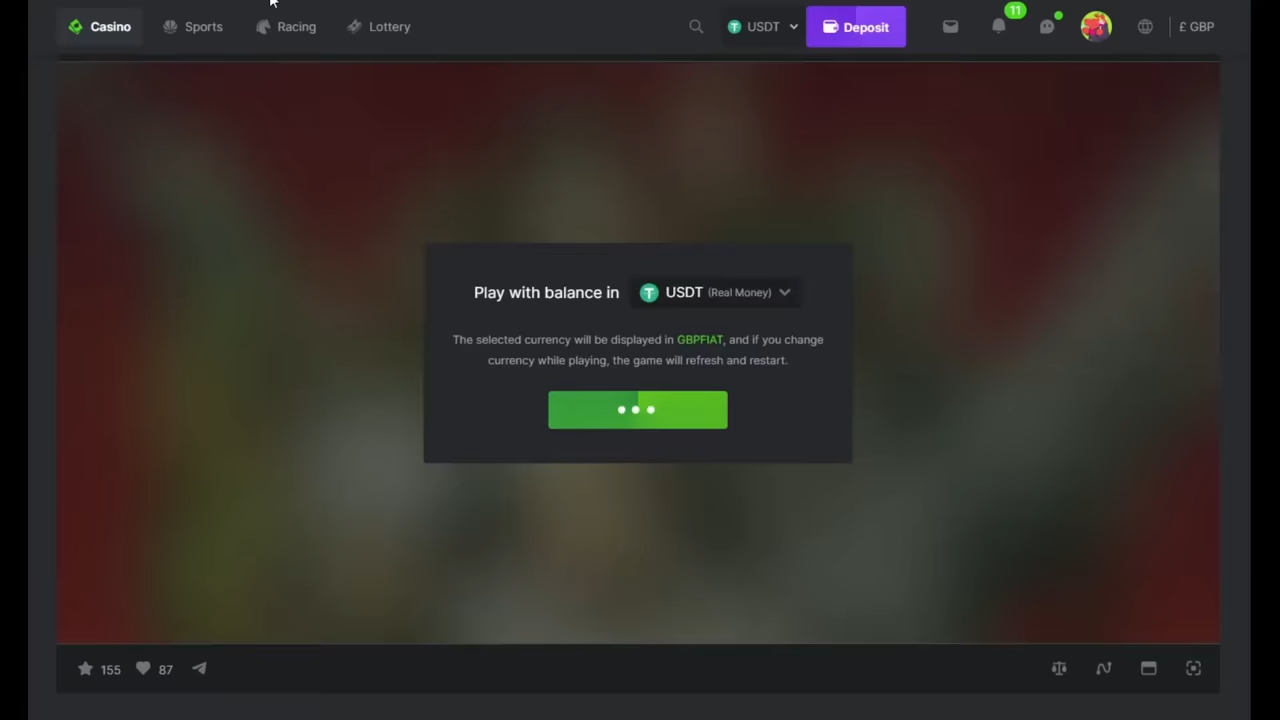 Casino Sports Racing Lottery USDT Deposit 11 £ GBP
Play with balance in USDT (Real Money)
The selected currency will be displayed in GBPFIAT, and if you change
currency while playing, the game will refresh and restart.
155 87